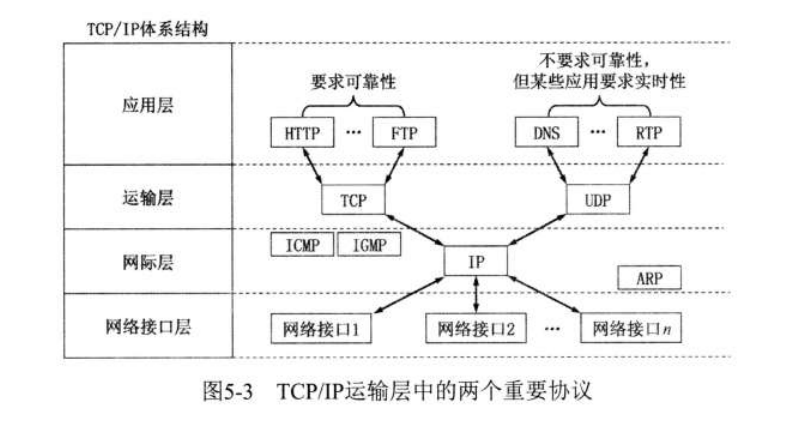 TCP/IP体系结构
应用层
要求可靠性
不要求可靠性，
但某些应用要求实时性
HTTP ··· FTP
DNS ··· RTP
运输层
TCP
UDP
网际层
ICMP IGMP
IP
ARP
网络接口层
网络接口1 网络接口2 ··· 网络接口n
图5-3 TCP/IP运输层中的两个重要协议